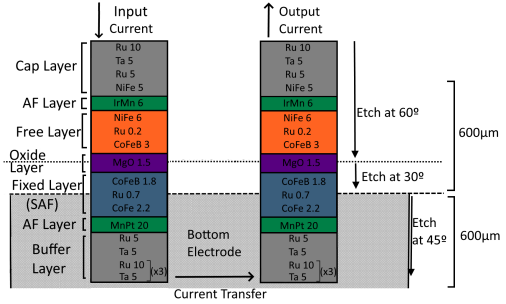 Input
Current
Output
Current
Cap Layer
Ru 10
Ta 5
Ru 5
NiFe 5
Ru 10
Ta 5
Ru 5
NiFe 5
AF Layer
IrMn 6
IrMn 6
Free Layer
NiFe 6
Ru 0.2
CoFeB 3
NiFe 6
Ru 0.2
CoFeB 3
Etch at 60º
600µm
Oxide
Layer
MgO 1.5
MgO 1.5
Etch at 30º
Fixed Layer
(SAF)
CoFeB 1.8
Ru 0.7
CoFe 2.2
CoFeB 1.8
Ru 0.7
CoFe 2.2
AF Layer
MnPt 20
MnPt 20
Etch
at 45º
600µm
Buffer
Layer
Ru 5
Ta 5
Ru 10
Ta 5
(x3)
Bottom
Electrode
Ru 5
Ta 5
Ru 10
Ta 5
(x3)
Current Transfer